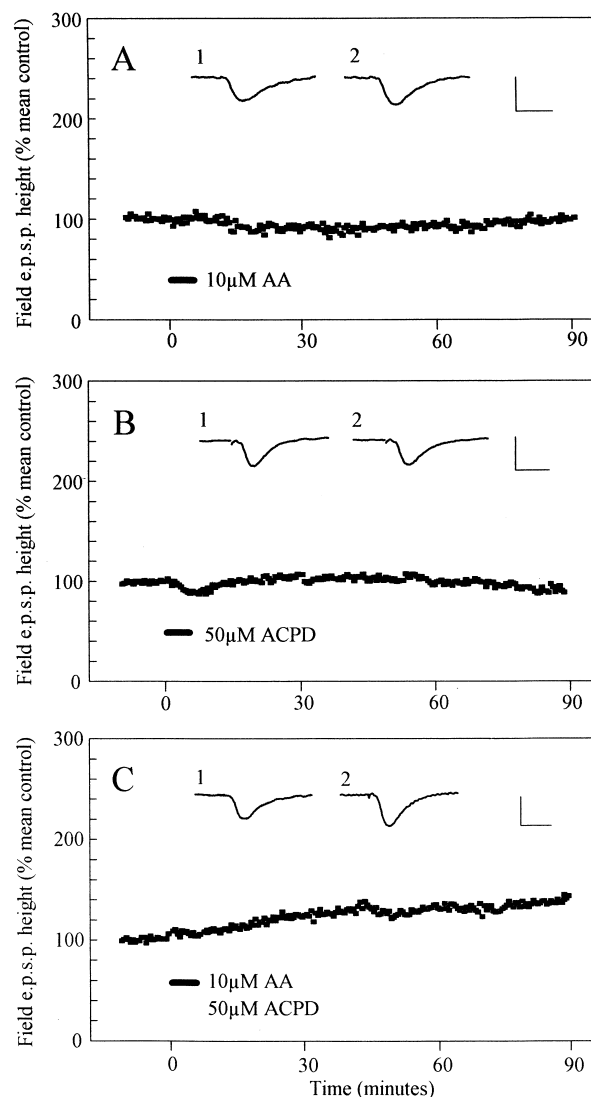 300
A
1 2
200
100
0
Field e.p.s.p. height (% mean control)
10µM AA
0 30 60 90
300
B
1 2
200
100
0
Field e.p.s.p. height (% mean control)
50µM ACPD
0 30 60 90
300
C
1 2
200
100
0
Field e.p.s.p. height (% mean control)
10µM AA
50µM ACPD
0 30 60 90
Time (minutes)